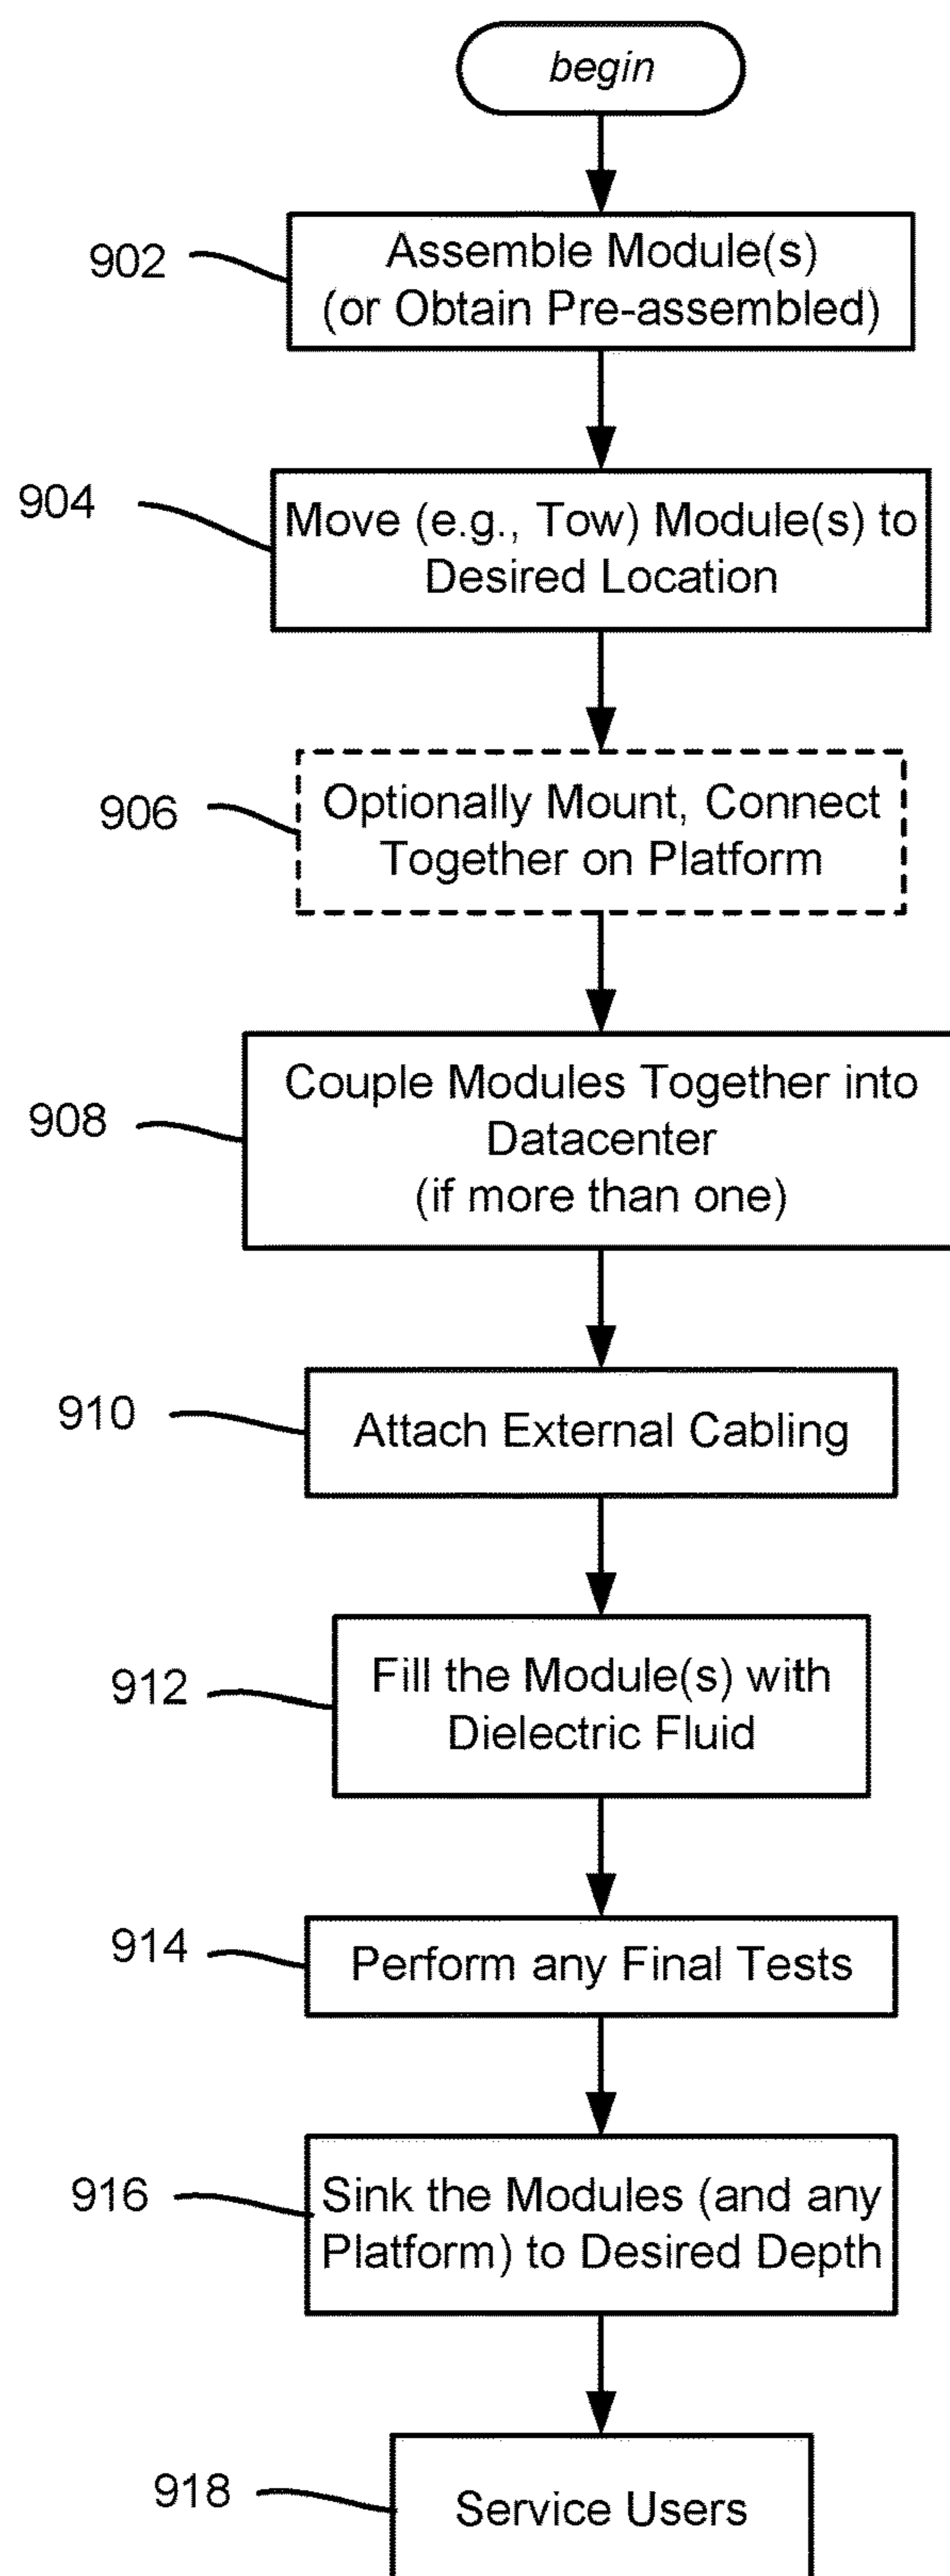 begin
902
Assemble Module(s)
(or Obtain Pre-assembled)
904
Move (e.g., Tow) Module(s) to
Desired Location
906
Optionally Mount, Connect
Together on Platform
908
Couple Modules Together into
Datacenter
(if more than one)
910
Attach External Cabling
912
Fill the Module(s) with
Dielectric Fluid
914
Perform any Final Tests
916
Sink the Modules (and any
Platform) to Desired Depth
918
Service Users